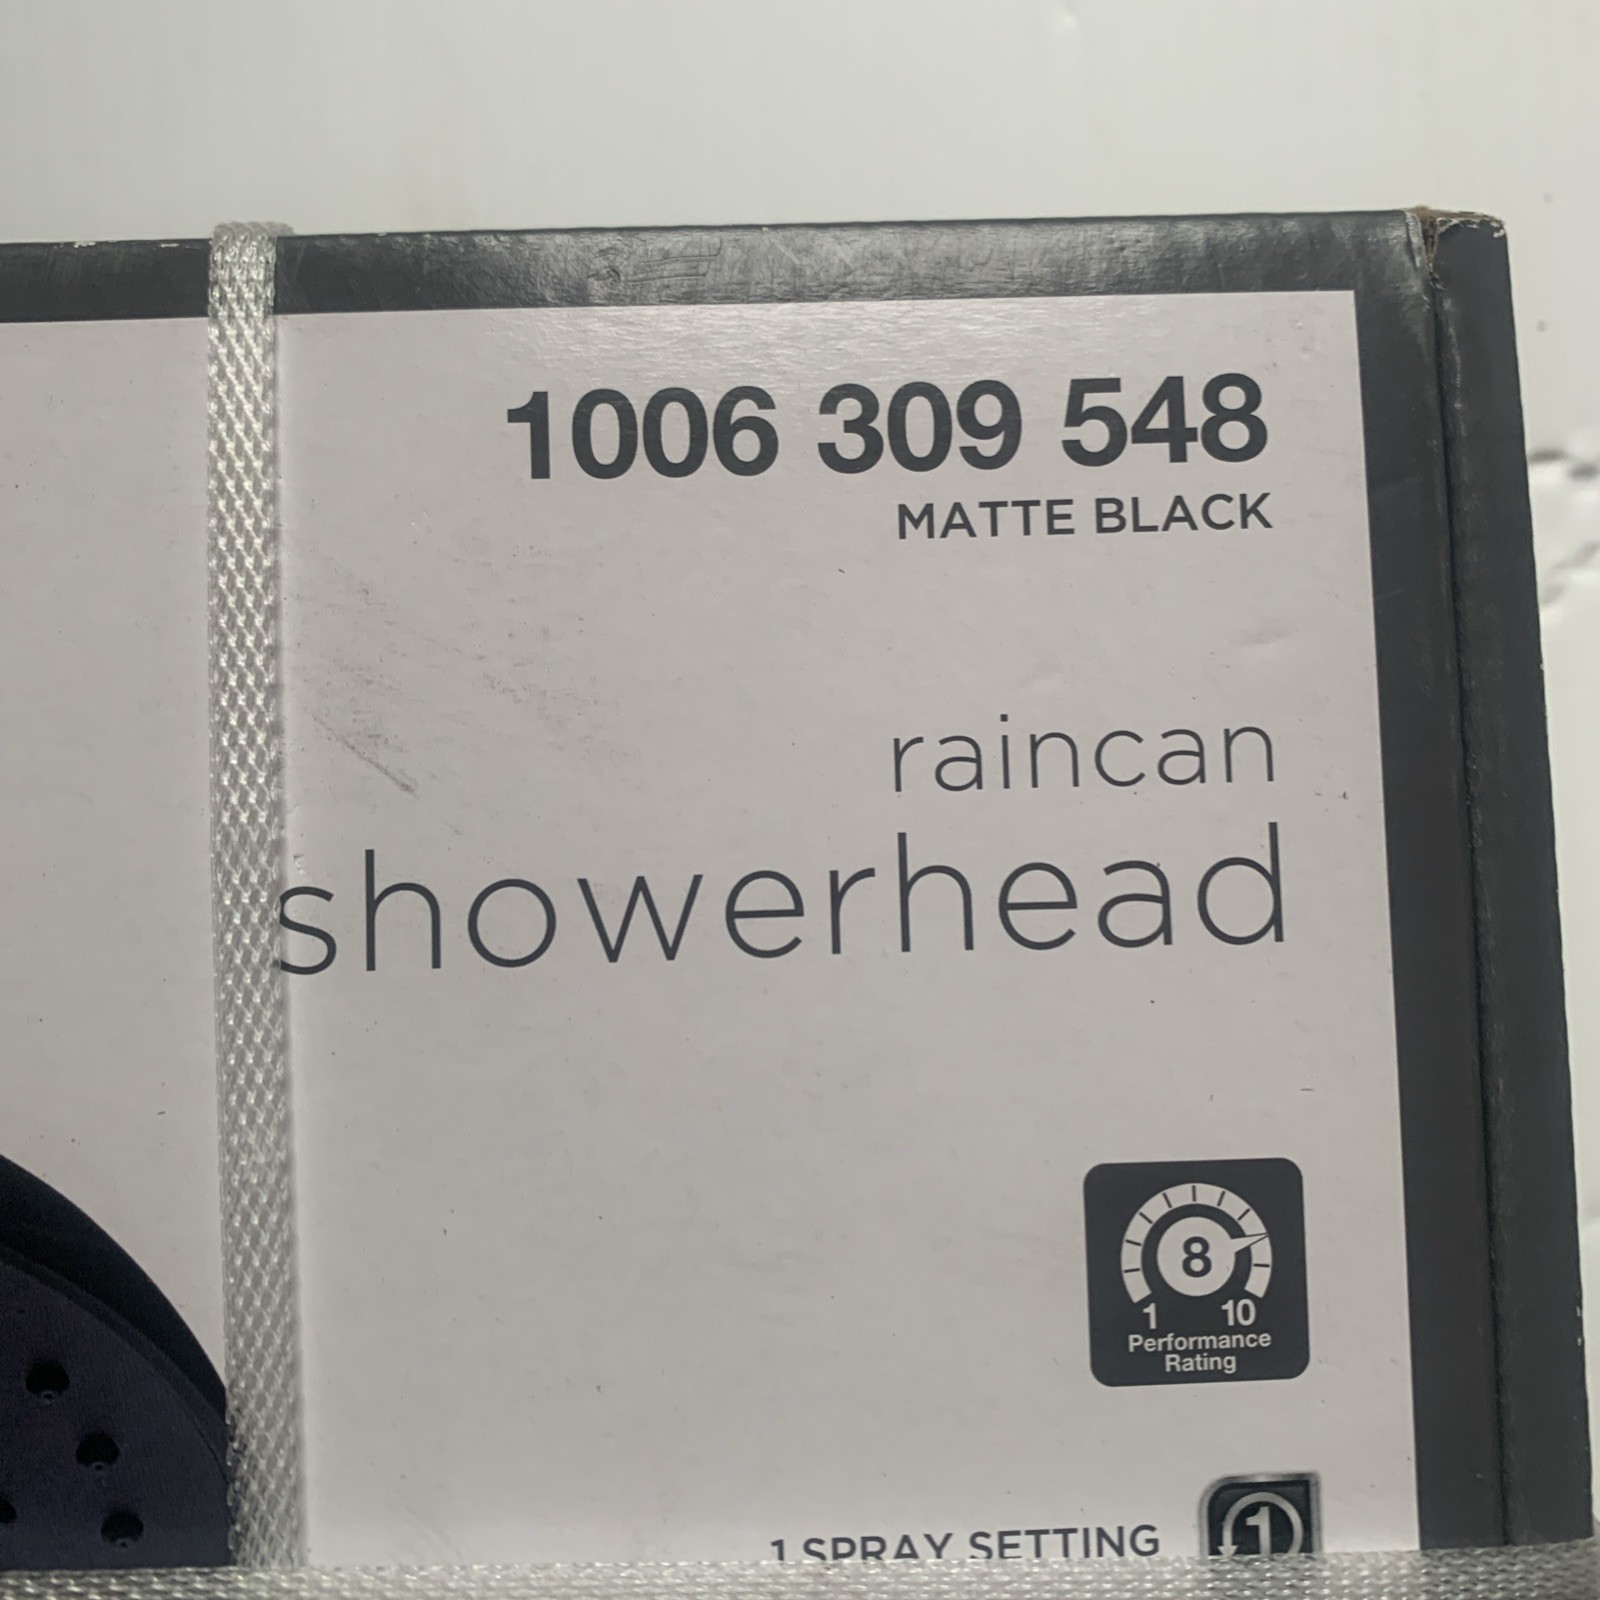 1006 309 548
MATTE BLACK
raincan
showerhead
8
1 10
Performance
Rating
1 SPRAY SETTING
1